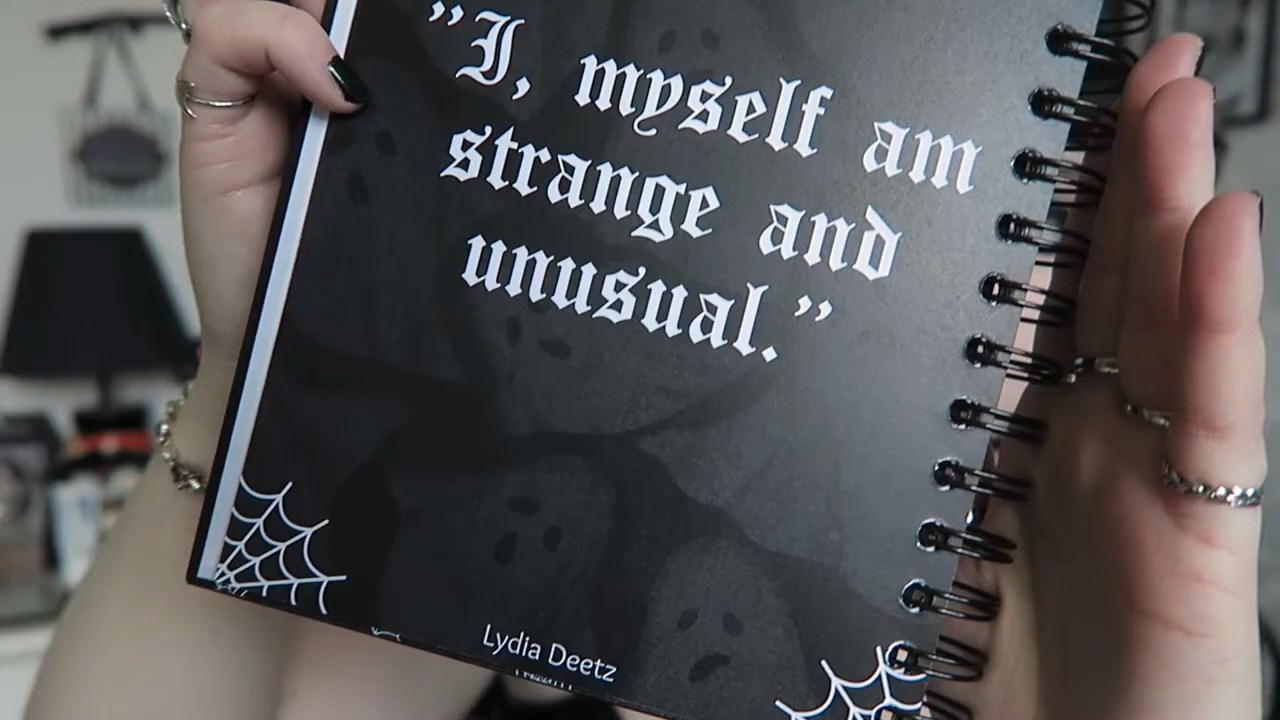 ”I, myself am
strange and
unusual.”
Lydia Deetz